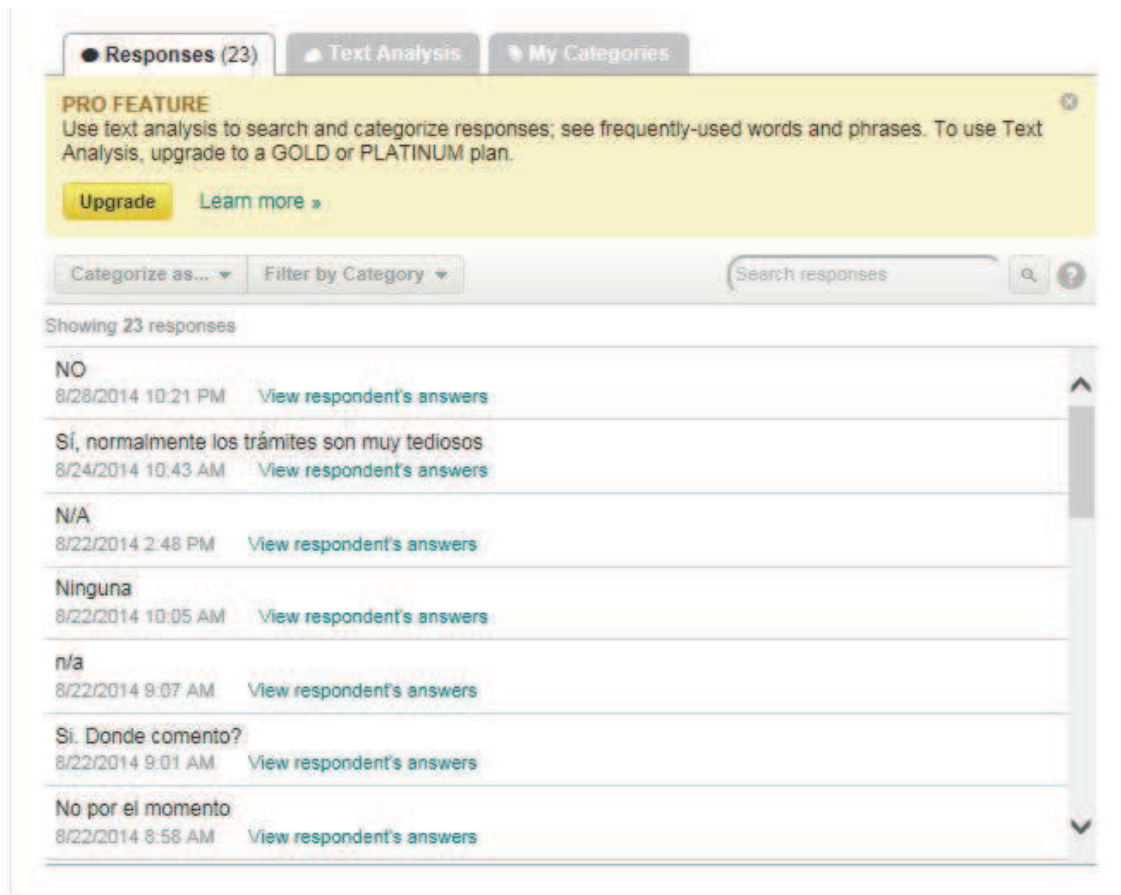 Responses (23) Text Analysis My Categories
PRO FEATURE
Use text analysis to search and categorize responses; see frequently-used words and phrases. To use Text
Analysis, upgrade to a GOLD or PLATINUM plan.
Upgrade Learn more »
Categorize as... Filter by Category Search responses ?
Showing 23 responses
NO
8/28/2014 10:21 PM View respondent's answers
Sí, normalmente los trámites son muy tediosos
8/24/2014 10:43 AM View respondent's answers
N/A
8/22/2014 2:48 PM View respondent's answers
Ninguna
8/22/2014 10:05 AM View respondent's answers
n/a
8/22/2014 9:07 AM View respondent's answers
Si. Donde comento?
8/22/2014 9:01 AM View respondent's answers
No por el momento
8/22/2014 8:58 AM View respondent's answers